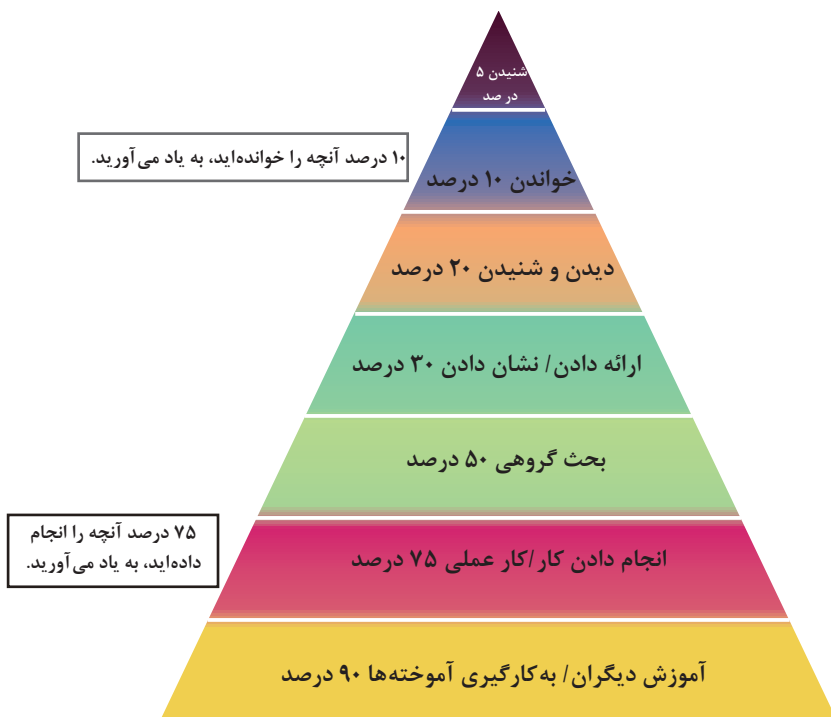 شنیدن ۵
در صد
۱۰ درصد آنچه را خوانده‌اید، به یاد می‌آورید.
خواندن ۱۰ درصد
دیدن و شنیدن ۲۰ درصد
ارائه دادن/ نشان دادن ۳۰ درصد
بحث گروهی ۵۰ درصد
۷۵ درصد آنچه را انجام
داده‌اید، به یاد می‌آورید.
انجام دادن کار/کار عملی ۷۵ درصد
آموزش دیگران/ به‌کارگیری آموخته‌ها ۹۰ درصد